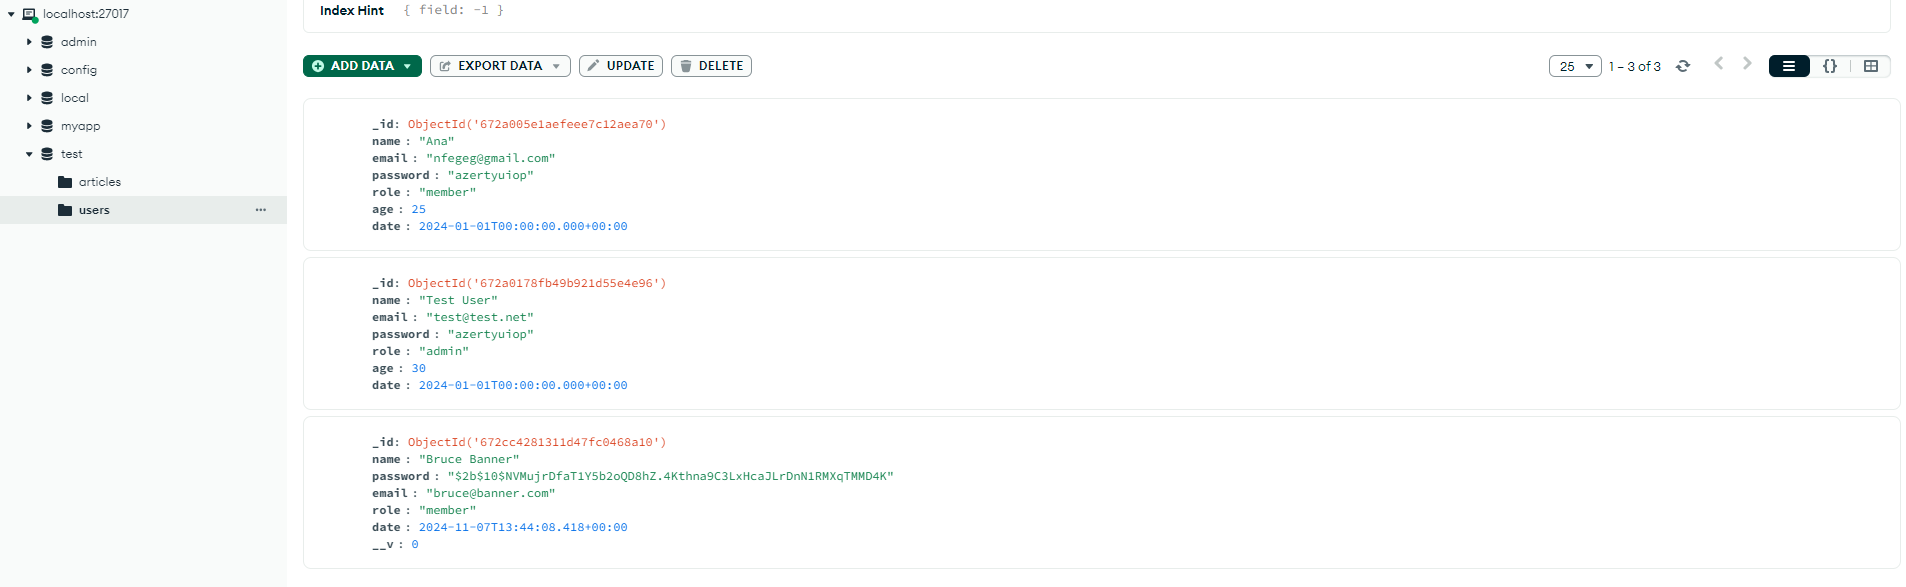 localhost:27017
admin
config
local
myapp
test
articles
users
Index Hint { field: -1 }
ADD DATA EXPORT DATA UPDATE DELETE 25 1 – 3 of 3 {}
_id: ObjectId('672a005e1aefeee7c12aea70')
name : "Ana"
email : "nfegeg@gmail.com"
password : "azertyuiop"
role : "member"
age : 25
date : 2024-01-01T00:00:00.000+00:00
_id: ObjectId('672a0178fb49b921d55e4e96')
name : "Test User"
email : "test@test.net"
password : "azertyuiop"
role : "admin"
age : 30
date : 2024-01-01T00:00:00.000+00:00
_id: ObjectId('672cc4281311d47fc0468a10')
name : "Bruce Banner"
password : "$2b$10$NVMujrDfaT1Y5b2oQD8hZ.4Kthna9C3LxHcaJLrDnN1RMXqTMMD4K"
email : "bruce@banner.com"
role : "member"
date : 2024-11-07T13:44:08.418+00:00
__v : 0